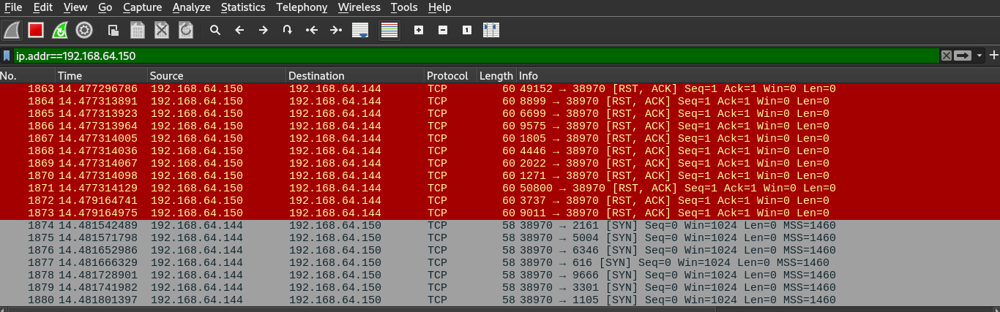 File Edit View Go Capture Analyze Statistics Telephony Wireless Tools Help
ip.addr==192.168.64.150
No. Time Source Destination Protocol Length Info
1863 14.477296786 192.168.64.150 192.168.64.144 TCP 60 49152 → 38970 [RST, ACK] Seq=1 Ack=1 Win=0 Len=0
1864 14.477313891 192.168.64.150 192.168.64.144 TCP 60 8899 → 38970 [RST, ACK] Seq=1 Ack=1 Win=0 Len=0
1865 14.477313923 192.168.64.150 192.168.64.144 TCP 60 6699 → 38970 [RST, ACK] Seq=1 Ack=1 Win=0 Len=0
1866 14.477313964 192.168.64.150 192.168.64.144 TCP 60 9575 → 38970 [RST, ACK] Seq=1 Ack=1 Win=0 Len=0
1867 14.477314005 192.168.64.150 192.168.64.144 TCP 60 1805 → 38970 [RST, ACK] Seq=1 Ack=1 Win=0 Len=0
1868 14.477314036 192.168.64.150 192.168.64.144 TCP 60 4446 → 38970 [RST, ACK] Seq=1 Ack=1 Win=0 Len=0
1869 14.477314067 192.168.64.150 192.168.64.144 TCP 60 2022 → 38970 [RST, ACK] Seq=1 Ack=1 Win=0 Len=0
1870 14.477314098 192.168.64.150 192.168.64.144 TCP 60 1271 → 38970 [RST, ACK] Seq=1 Ack=1 Win=0 Len=0
1871 14.477314129 192.168.64.150 192.168.64.144 TCP 60 50800 → 38970 [RST, ACK] Seq=1 Ack=1 Win=0 Len=0
1872 14.479164741 192.168.64.150 192.168.64.144 TCP 60 3737 → 38970 [RST, ACK] Seq=1 Ack=1 Win=0 Len=0
1873 14.479164975 192.168.64.150 192.168.64.144 TCP 60 9011 → 38970 [RST, ACK] Seq=1 Ack=1 Win=0 Len=0
1874 14.481542489 192.168.64.144 192.168.64.150 TCP 58 38970 → 2161 [SYN] Seq=0 Win=1024 Len=0 MSS=1460
1875 14.481571798 192.168.64.144 192.168.64.150 TCP 58 38970 → 5004 [SYN] Seq=0 Win=1024 Len=0 MSS=1460
1876 14.481652986 192.168.64.144 192.168.64.150 TCP 58 38970 → 6346 [SYN] Seq=0 Win=1024 Len=0 MSS=1460
1877 14.481666329 192.168.64.144 192.168.64.150 TCP 58 38970 → 616 [SYN] Seq=0 Win=1024 Len=0 MSS=1460
1878 14.481728901 192.168.64.144 192.168.64.150 TCP 58 38970 → 9666 [SYN] Seq=0 Win=1024 Len=0 MSS=1460
1879 14.481741982 192.168.64.144 192.168.64.150 TCP 58 38970 → 3301 [SYN] Seq=0 Win=1024 Len=0 MSS=1460
1880 14.481801397 192.168.64.144 192.168.64.150 TCP 58 38970 → 1105 [SYN] Seq=0 Win=1024 Len=0 MSS=1460